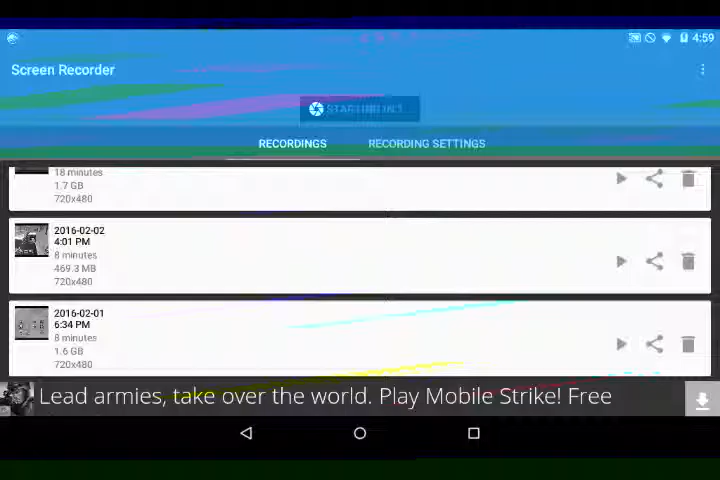 4:59
Screen Recorder
RECORDINGS
RECORDING SETTINGS
18 minutes
1.7 GB
720x480
2016-02-02
4:01 PM
8 minutes
469.3 MB
720x480
2016-02-01
6:34 PM
8 minutes
1.6 GB
720x480
Lead armies, take over the world. Play Mobile Strike! Free